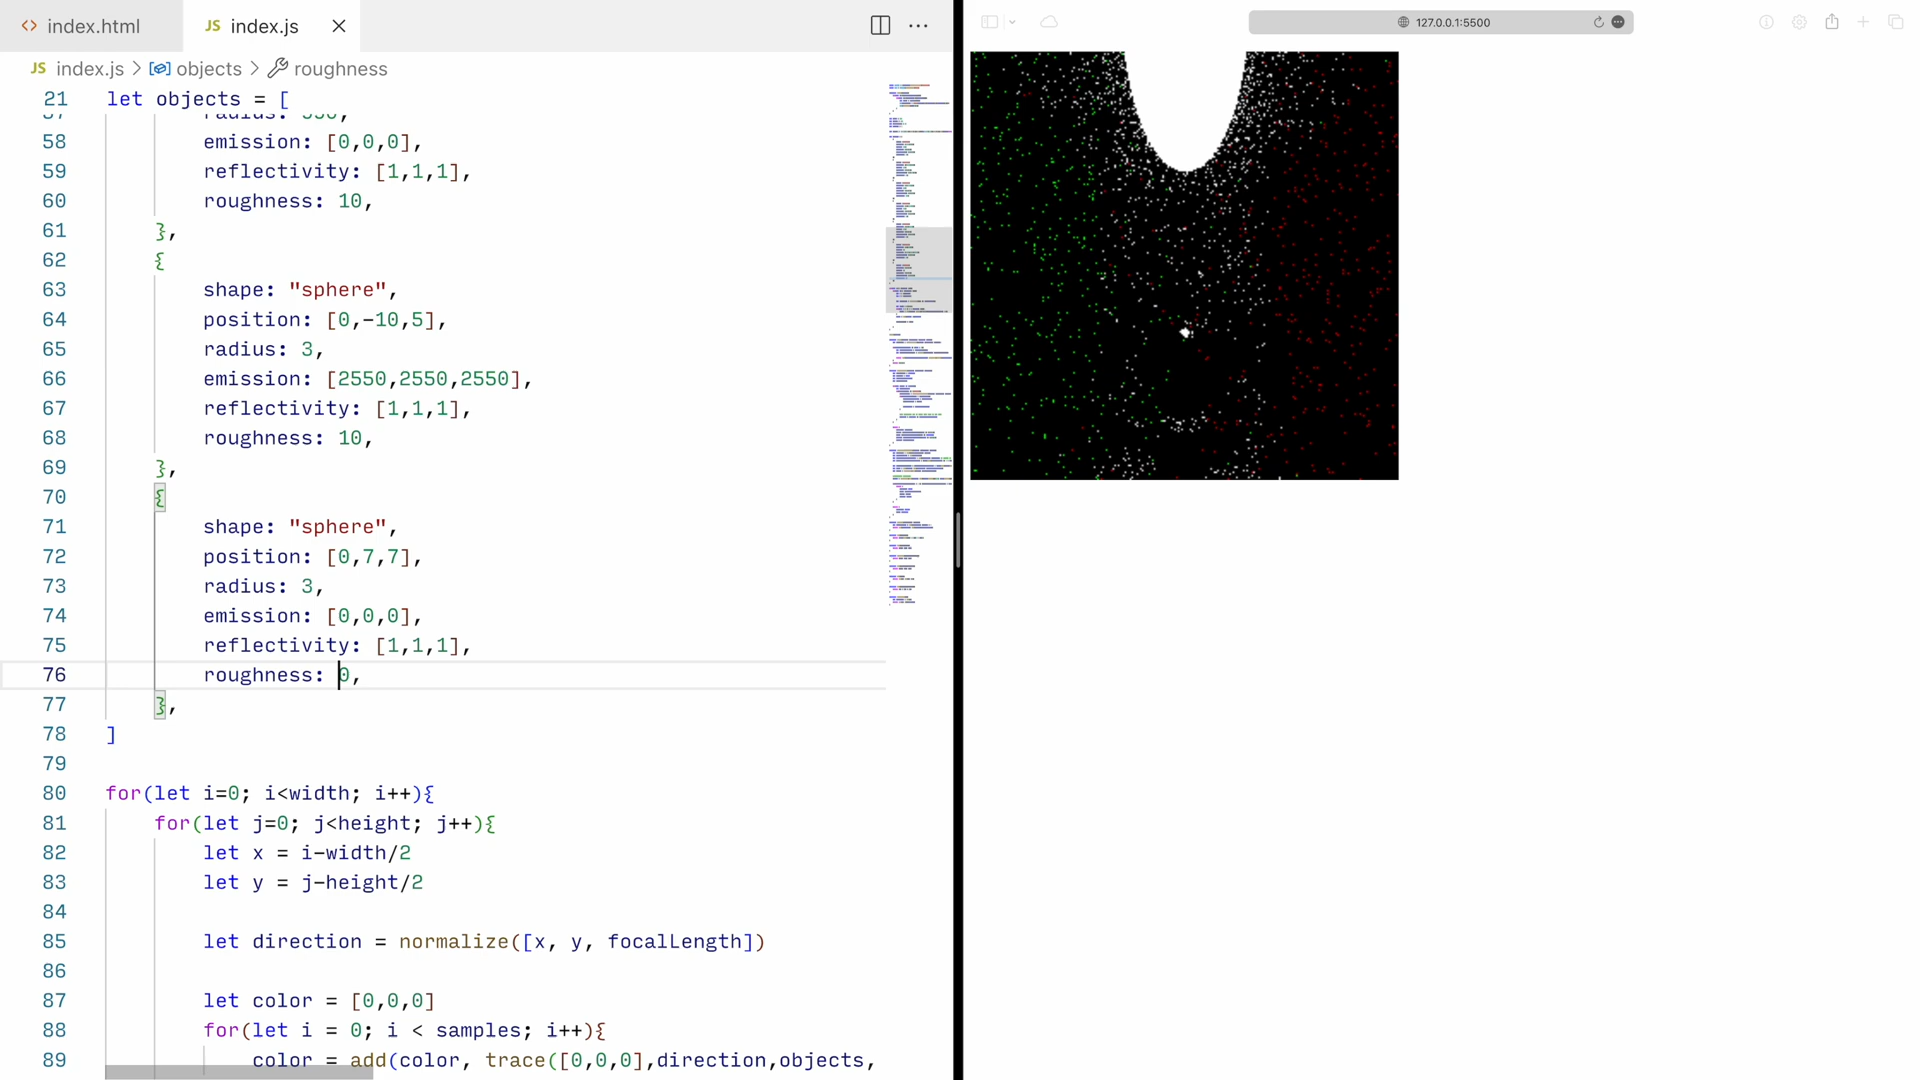 <> index.html
JS index.js
JS index.js > objects > roughness
127.0.0.1:5500
21 let objects = [
57 radius: 990,
58 emission: [0,0,0],
59 reflectivity: [1,1,1],
60 roughness: 10,
61 },
62 {
63 shape: "sphere",
64 position: [0,-10,5],
65 radius: 3,
66 emission: [2550,2550,2550],
67 reflectivity: [1,1,1],
68 roughness: 10,
69 },
70 {
71 shape: "sphere",
72 position: [0,7,7],
73 radius: 3,
74 emission: [0,0,0],
75 reflectivity: [1,1,1],
76 roughness: 0,
77 },
78 ]
79
80 for(let i=0; i<width; i++){
81 for(let j=0; j<height; j++){
82 let x = i-width/2
83 let y = j-height/2
84
85 let direction = normalize([x, y, focalLength])
86
87 let color = [0,0,0]
88 for(let i = 0; i < samples; i++){
89 color = add(color, trace([0,0,0],direction,objects,